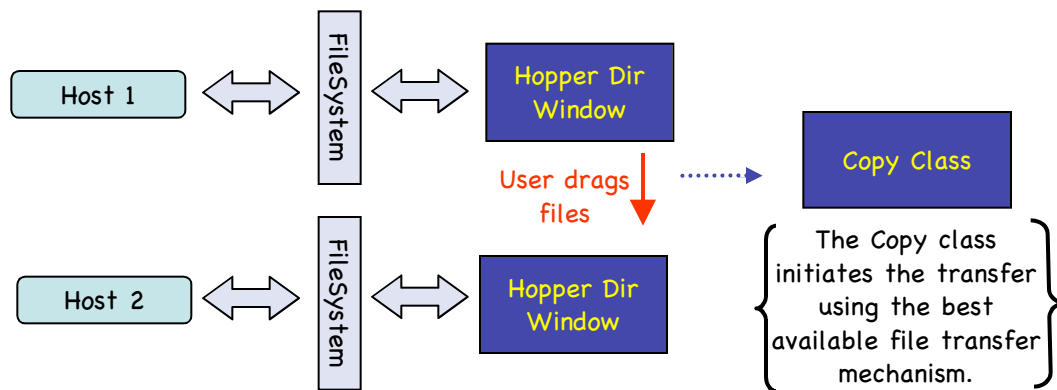 Host 1
FileSystem
Hopper Dir
Window
Copy Class
User drags
files
Host 2
FileSystem
Hopper Dir
Window
The Copy class
initiates the transfer
using the best
available file transfer
mechanism.